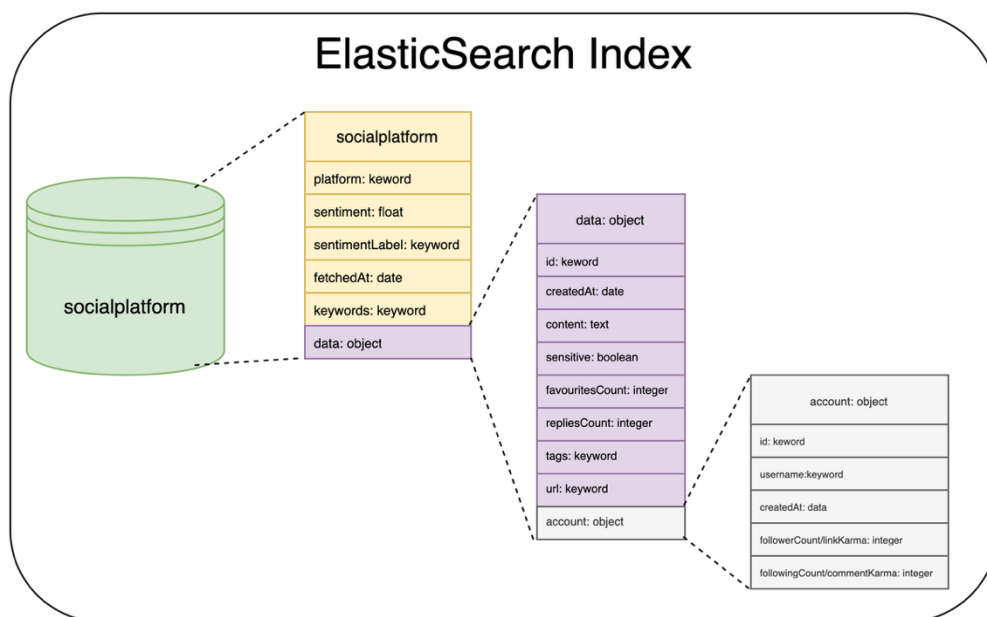 ElasticSearch Index
socialplatform
socialplatform
platform: keword
sentiment: float
sentimentLabel: keyword
fetchedAt: date
keywords: keyword
data: object
data: object
id: keword
createdAt: date
content: text
sensitive: boolean
favouritesCount: integer
repliesCount: integer
tags: keyword
url: keyword
account: object
account: object
id: keword
username:keyword
createdAt: data
followerCount/linkKarma: integer
followingCount/commentKarma: integer